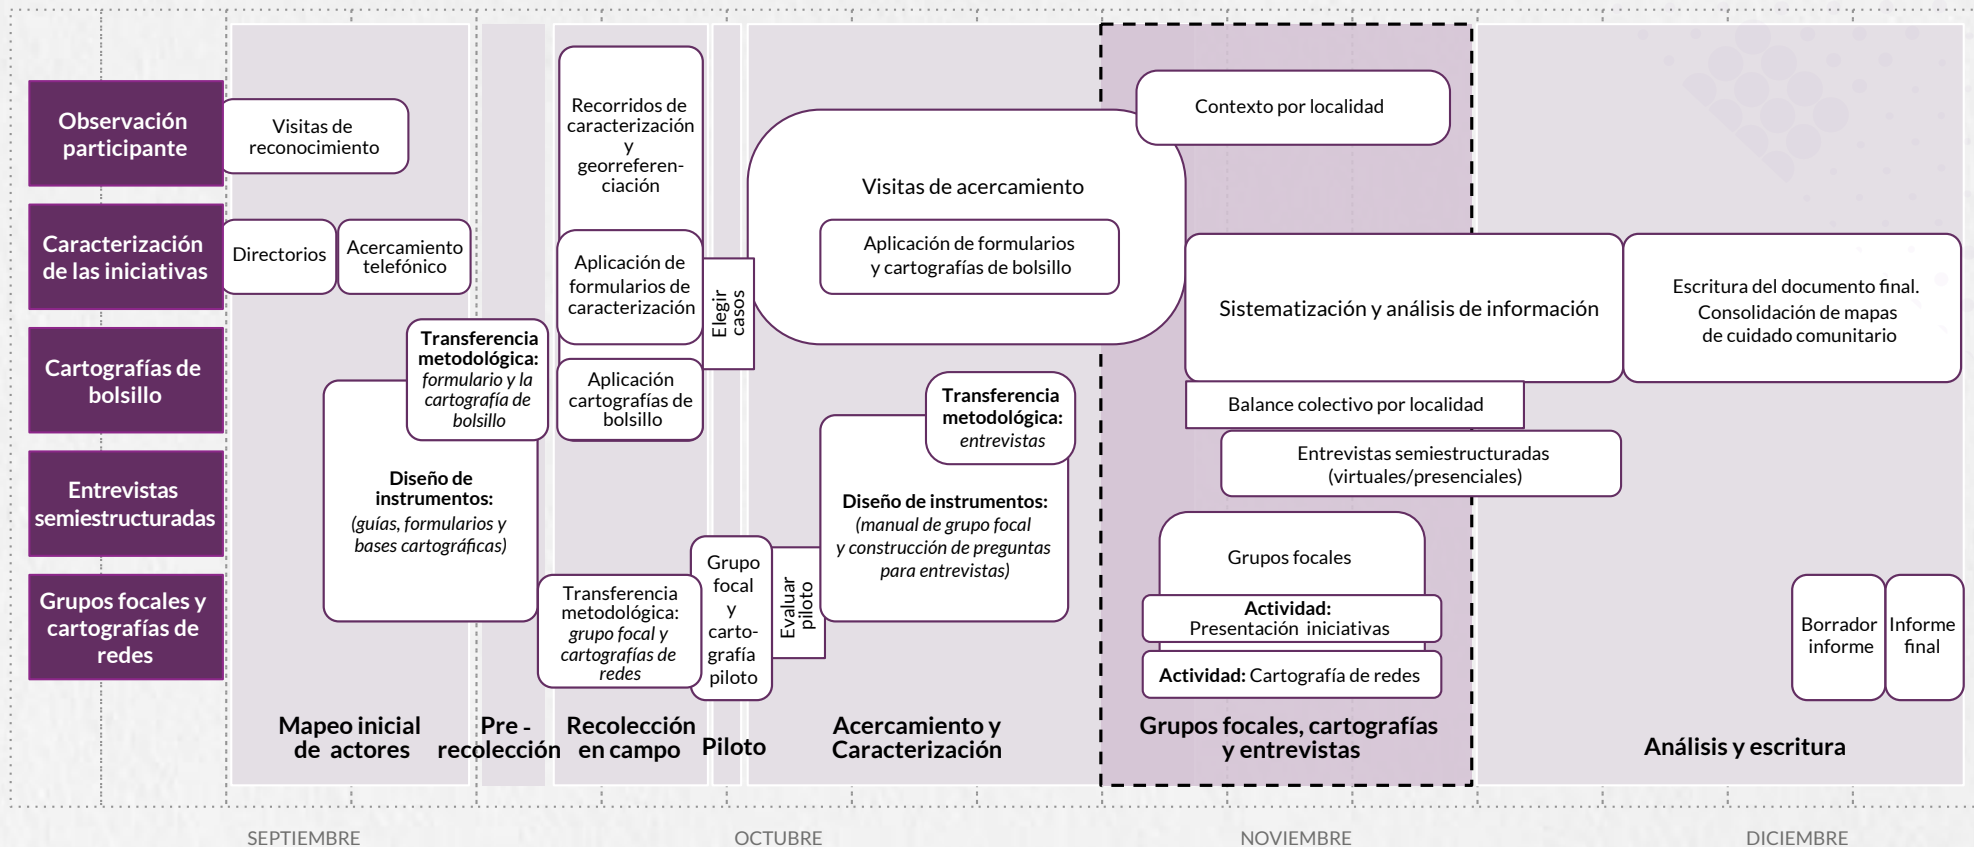 Observación
participante
Caracterización
de las iniciativas
Cartografías de
bolsillo
Entrevistas
semiestructuradas
Grupos focales y
cartografías de
redes
Visitas de
reconocimiento
Directorios
Acercamiento
telefónico
Transferencia
metodológica:
formulario y la
cartografía de
bolsillo
Diseño de
instrumentos:
(guías, formularios y
bases cartográficas)
Recorridos de
caracterización
y
georreferen-
ciación
Aplicación de
formularios de
caracterización
Aplicación
cartografías de
bolsillo
Transferencia
metodológica:
grupo focal y
cartografías de
redes
Elegir
casos
Grupo
focal
y
carto-
grafía
piloto
Evaluar
piloto
Visitas de acercamiento
Aplicación de formularios
y cartografías de bolsillo
Transferencia
metodológica:
entrevistas
Diseño de instrumentos:
(manual de grupo focal
y construcción de preguntas
para entrevistas)
Contexto por localidad
Sistematización y análisis de información
Balance colectivo por localidad
Entrevistas semiestructuradas
(virtuales/presenciales)
Grupos focales
Actividad:
Presentación iniciativas
Actividad: Cartografía de redes
Escritura del documento final.
Consolidación de mapas
de cuidado comunitario
Borrador
informe
Informe
final
Mapeo inicial
de actores
Pre -
recolección
Recolección
en campo
Piloto
Acercamiento y
Caracterización
Grupos focales, cartografías
y entrevistas
Análisis y escritura
SEPTIEMBRE
OCTUBRE
NOVIEMBRE
DICIEMBRE